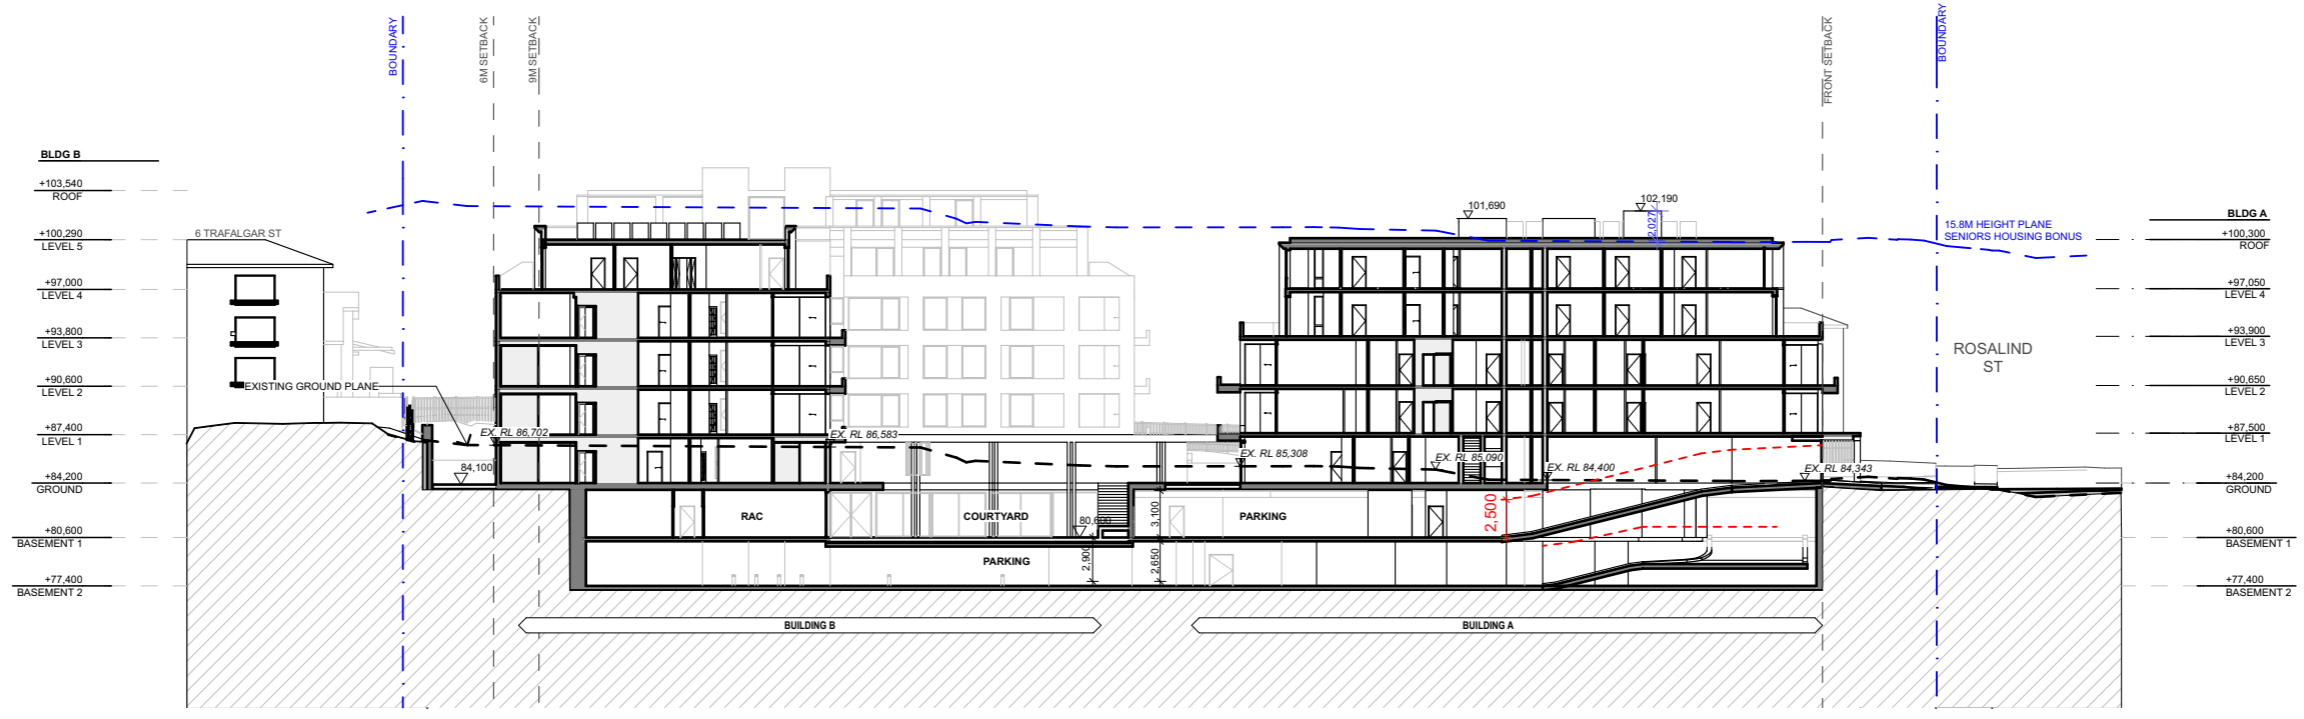 BOUNDARY
6M SETBACK
9M SETBACK
FRONT SETBACK
BOUNDARY
BLDG B
+103,540
ROOF
+100,290
LEVEL 5
+97,000
LEVEL 4
+93,800
LEVEL 3
+90,600
LEVEL 2
+87,400
LEVEL 1
+84,200
GROUND
+80,600
BASEMENT 1
+77,400
BASEMENT 2
6 TRAFALGAR ST
EXISTING GROUND PLANE
EX. RL 86,702
84,100
EX. RL 86,583
EX. RL 85,308
EX. RL 85,090
EX. RL 84,400
EX. RL 84,343
101,690
102,190
2,027
15.8M HEIGHT PLANE
SENIORS HOUSING BONUS
ROSALIND
ST
RAC
COURTYARD
80,600
3,100
PARKING
2,500
PARKING
2,900
2,650
BUILDING B
BUILDING A
BLDG A
+100,300
ROOF
+97,050
LEVEL 4
+93,900
LEVEL 3
+90,650
LEVEL 2
+87,500
LEVEL 1
+84,200
GROUND
+80,600
BASEMENT 1
+77,400
BASEMENT 2